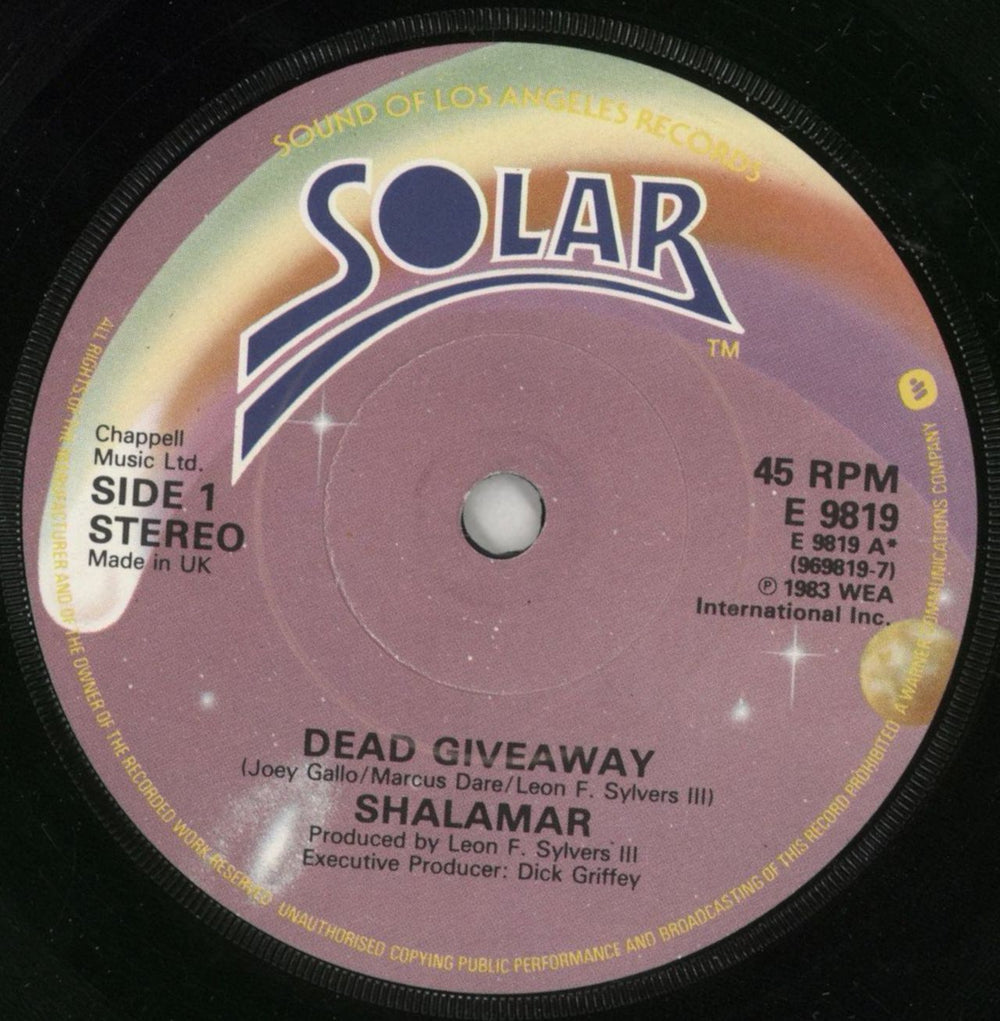 SOUND OF LOS ANGELES RECORDS
SOLAR
TM
Chappell
Music Ltd.
SIDE 1
STEREO
Made in UK
45 RPM
E 9819
E 9819 A*
(969819-7)
℗ 1983 WEA
International Inc.
DEAD GIVEAWAY
(Joey Gallo/Marcus Dare/Leon F. Sylvers III)
SHALAMAR
Produced by Leon F. Sylvers III
Executive Producer: Dick Griffey
ALL RIGHTS OF THE MANUFACTURER AND OF THE OWNER OF THE RECORDED WORK RESERVED UNAUTHORISED COPYING PUBLIC PERFORMANCE AND BROADCASTING OF THIS RECORD PROHIBITED A WARNER COMMUNICATIONS COMPANY